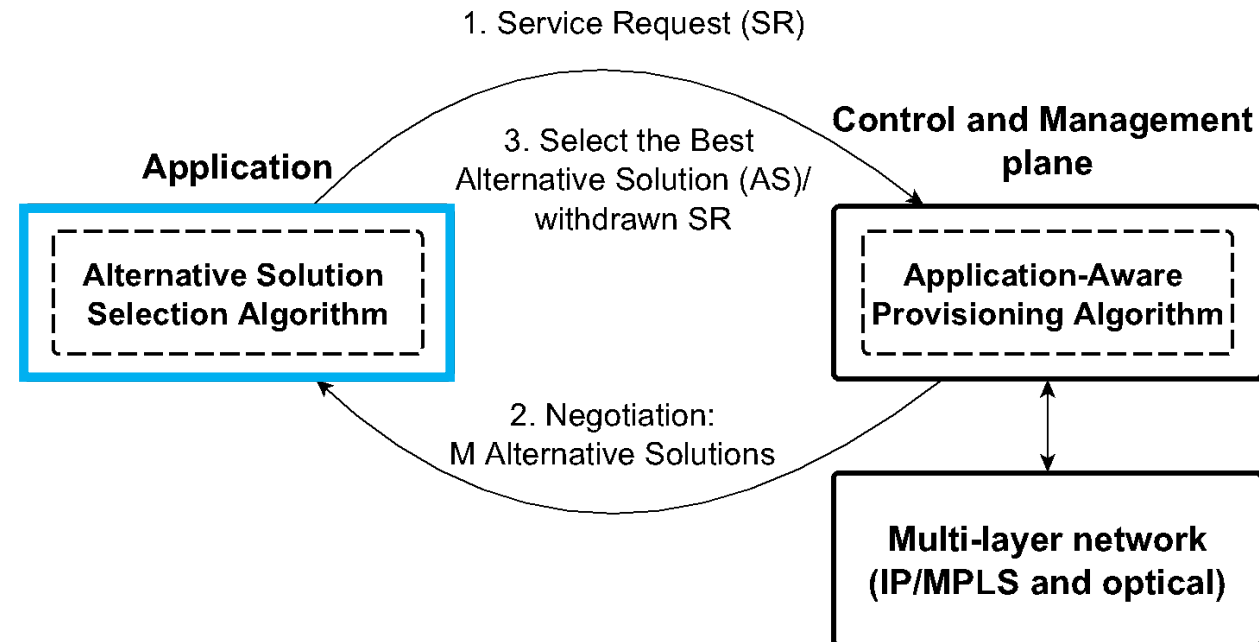 1. Service Request (SR)
Control and Management
plane
3. Select the Best
Alternative Solution (AS)/
withdrawn SR
Application
Alternative Solution
Selection Algorithm
Application-Aware
Provisioning Algorithm
2. Negotiation:
M Alternative Solutions
Multi-layer network
(IP/MPLS and optical)